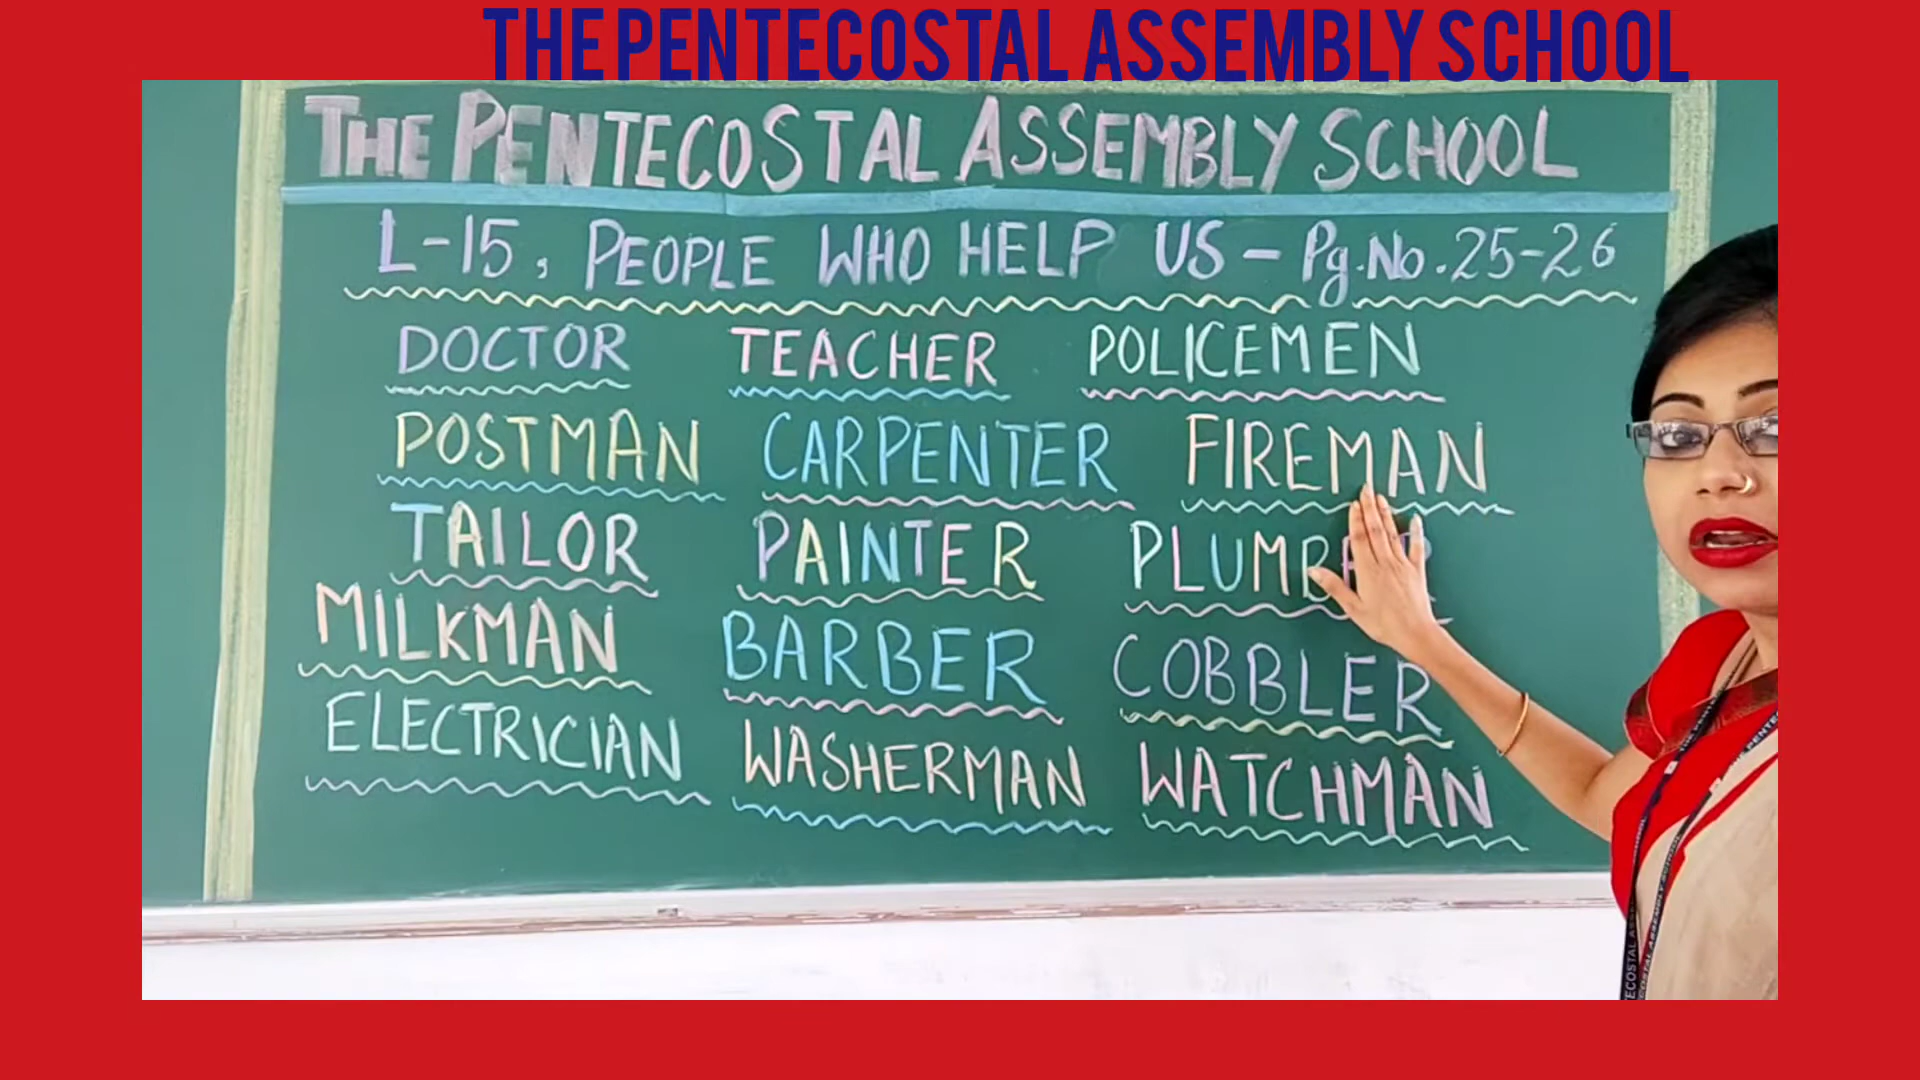 THE PENTECOSTAL ASSEMBLY SCHOOL
THE PENTECOSTAL ASSEMBLY SCHOOL
L-15, PEOPLE WHO HELP US - Pg.No.25-26
DOCTOR TEACHER POLICEMEN
POSTMAN CARPENTER FIREMAN
TAILOR PAINTER
MILKMAN BARBER COBBLER
ELECTRICIAN WASHERMAN WATCHMAN